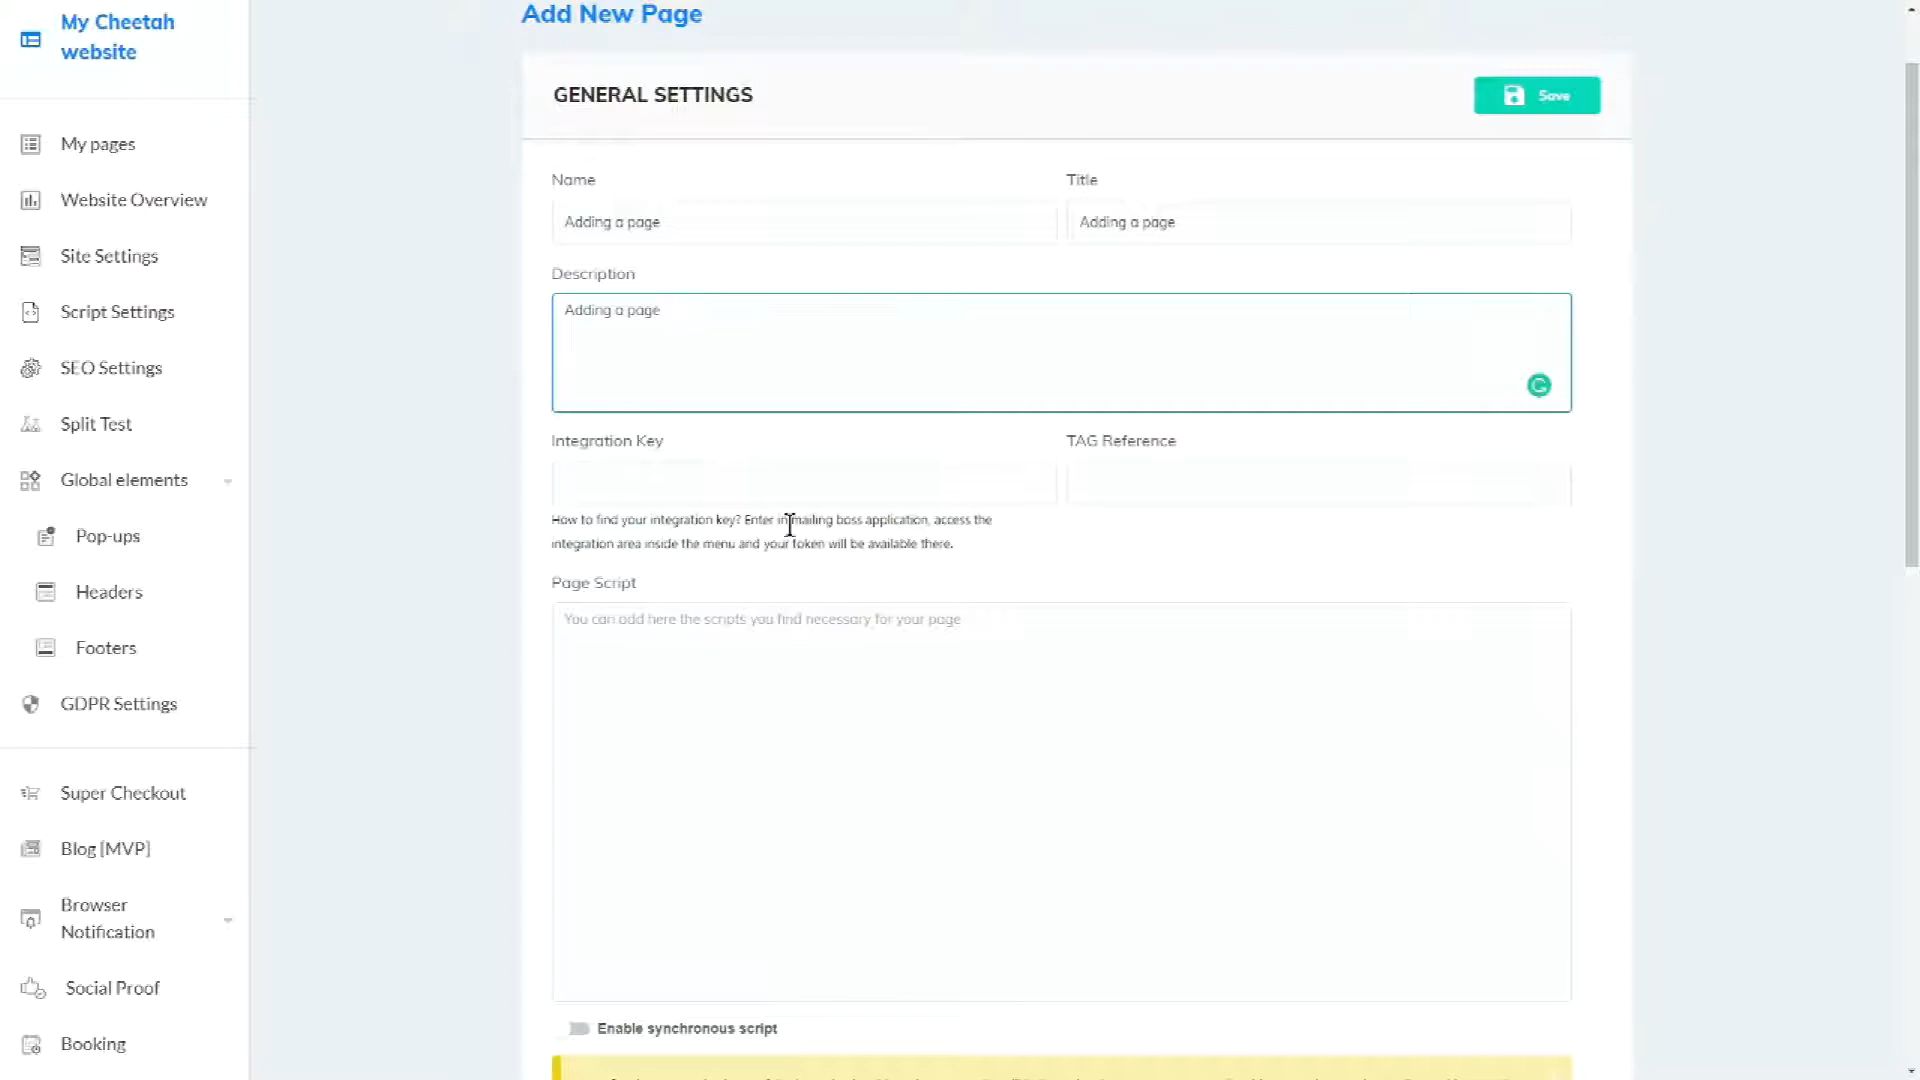 My Cheetah
website
My pages
Website Overview
Site Settings
Script Settings
SEO Settings
Split Test
Global elements
Pop-ups
Headers
Footers
GDPR Settings
Super Checkout
Blog [MVP]
Browser
Notification
Social Proof
Booking
Add New Page
GENERAL SETTINGS
Save
Name
Title
Adding a page
Adding a page
Description
Adding a page
Integration Key
TAG Reference
How to find your integration key? Enter in mailing boss application, access the
integration area inside the menu and your token will be available there.
Page Script
You can add here the scripts you find necessary for your page
Enable synchronous script